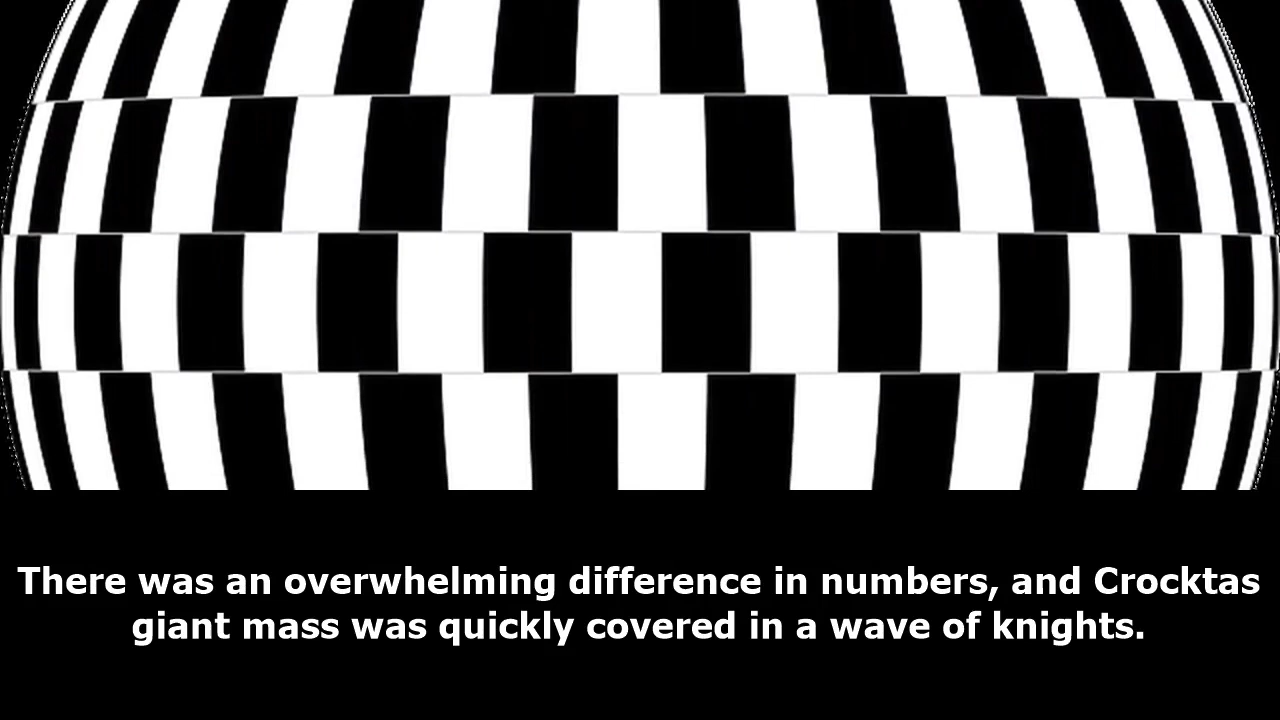 There was an overwhelming difference in numbers, and Crocktas
giant mass was quickly covered in a wave of knights.